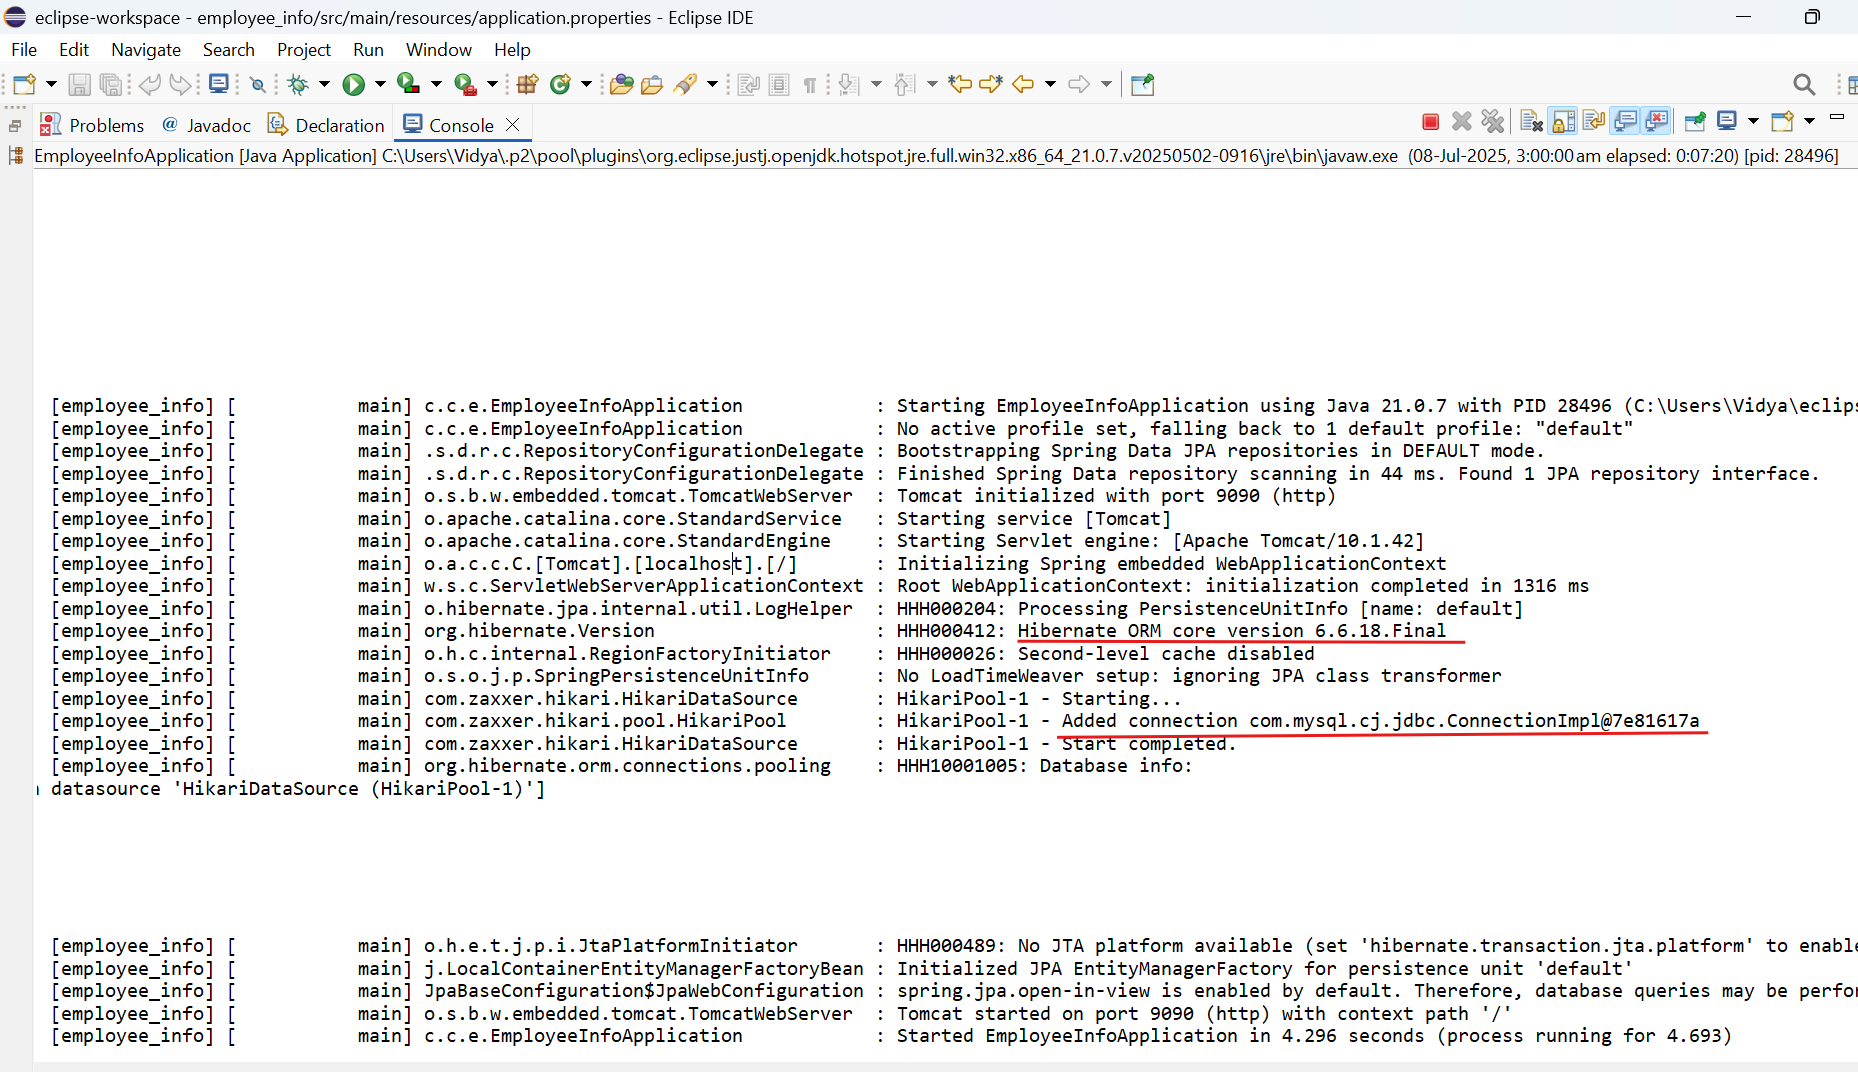 eclipse-workspace - employee_info/src/main/resources/application.properties - Eclipse IDE
File Edit Navigate Search Project Run Window Help
Problems @ Javadoc Declaration Console
EmployeeInfoApplication [Java Application] C:\Users\Vidya\.p2\pool\plugins\org.eclipse.justj.openjdk.hotspot.jre.full.win32.x86_64_21.0.7.v20250502-0916\jre\bin\javaw.exe (08-Jul-2025, 3:00:00 am elapsed: 0:07:20) [pid: 28496]
[employee_info] [ main] c.c.e.EmployeeInfoApplication : Starting EmployeeInfoApplication using Java 21.0.7 with PID 28496 (C:\Users\Vidya\eclips
[employee_info] [ main] c.c.e.EmployeeInfoApplication : No active profile set, falling back to 1 default profile: "default"
[employee_info] [ main] .s.d.r.c.RepositoryConfigurationDelegate : Bootstrapping Spring Data JPA repositories in DEFAULT mode.
[employee_info] [ main] .s.d.r.c.RepositoryConfigurationDelegate : Finished Spring Data repository scanning in 44 ms. Found 1 JPA repository interface.
[employee_info] [ main] o.s.b.w.embedded.tomcat.TomcatWebServer : Tomcat initialized with port 9090 (http)
[employee_info] [ main] o.apache.catalina.core.StandardService : Starting service [Tomcat]
[employee_info] [ main] o.apache.catalina.core.StandardEngine : Starting Servlet engine: [Apache Tomcat/10.1.42]
[employee_info] [ main] o.a.c.c.C.[Tomcat].[localhost].[/] : Initializing Spring embedded WebApplicationContext
[employee_info] [ main] w.s.c.ServletWebServerApplicationContext : Root WebApplicationContext: initialization completed in 1316 ms
[employee_info] [ main] o.hibernate.jpa.internal.util.LogHelper : HHH000204: Processing PersistenceUnitInfo [name: default]
[employee_info] [ main] org.hibernate.Version : HHH000412: Hibernate ORM core version 6.6.18.Final
[employee_info] [ main] o.h.c.internal.RegionFactoryInitiator : HHH000026: Second-level cache disabled
[employee_info] [ main] o.s.o.j.p.SpringPersistenceUnitInfo : No LoadTimeWeaver setup: ignoring JPA class transformer
[employee_info] [ main] com.zaxxer.hikari.HikariDataSource : HikariPool-1 - Starting...
[employee_info] [ main] com.zaxxer.hikari.pool.HikariPool : HikariPool-1 - Added connection com.mysql.cj.jdbc.ConnectionImpl@7e81617a
[employee_info] [ main] com.zaxxer.hikari.HikariDataSource : HikariPool-1 - Start completed.
[employee_info] [ main] org.hibernate.orm.connections.pooling : HHH10001005: Database info:
datasource 'HikariDataSource (HikariPool-1)']
[employee_info] [ main] o.h.e.t.j.p.i.JtaPlatformInitiator : HHH000489: No JTA platform available (set 'hibernate.transaction.jta.platform' to enable
[employee_info] [ main] j.LocalContainerEntityManagerFactoryBean : Initialized JPA EntityManagerFactory for persistence unit 'default'
[employee_info] [ main] JpaBaseConfiguration$JpaWebConfiguration : spring.jpa.open-in-view is enabled by default. Therefore, database queries may be perfor
[employee_info] [ main] o.s.b.w.embedded.tomcat.TomcatWebServer : Tomcat started on port 9090 (http) with context path '/'
[employee_info] [ main] c.c.e.EmployeeInfoApplication : Started EmployeeInfoApplication in 4.296 seconds (process running for 4.693)